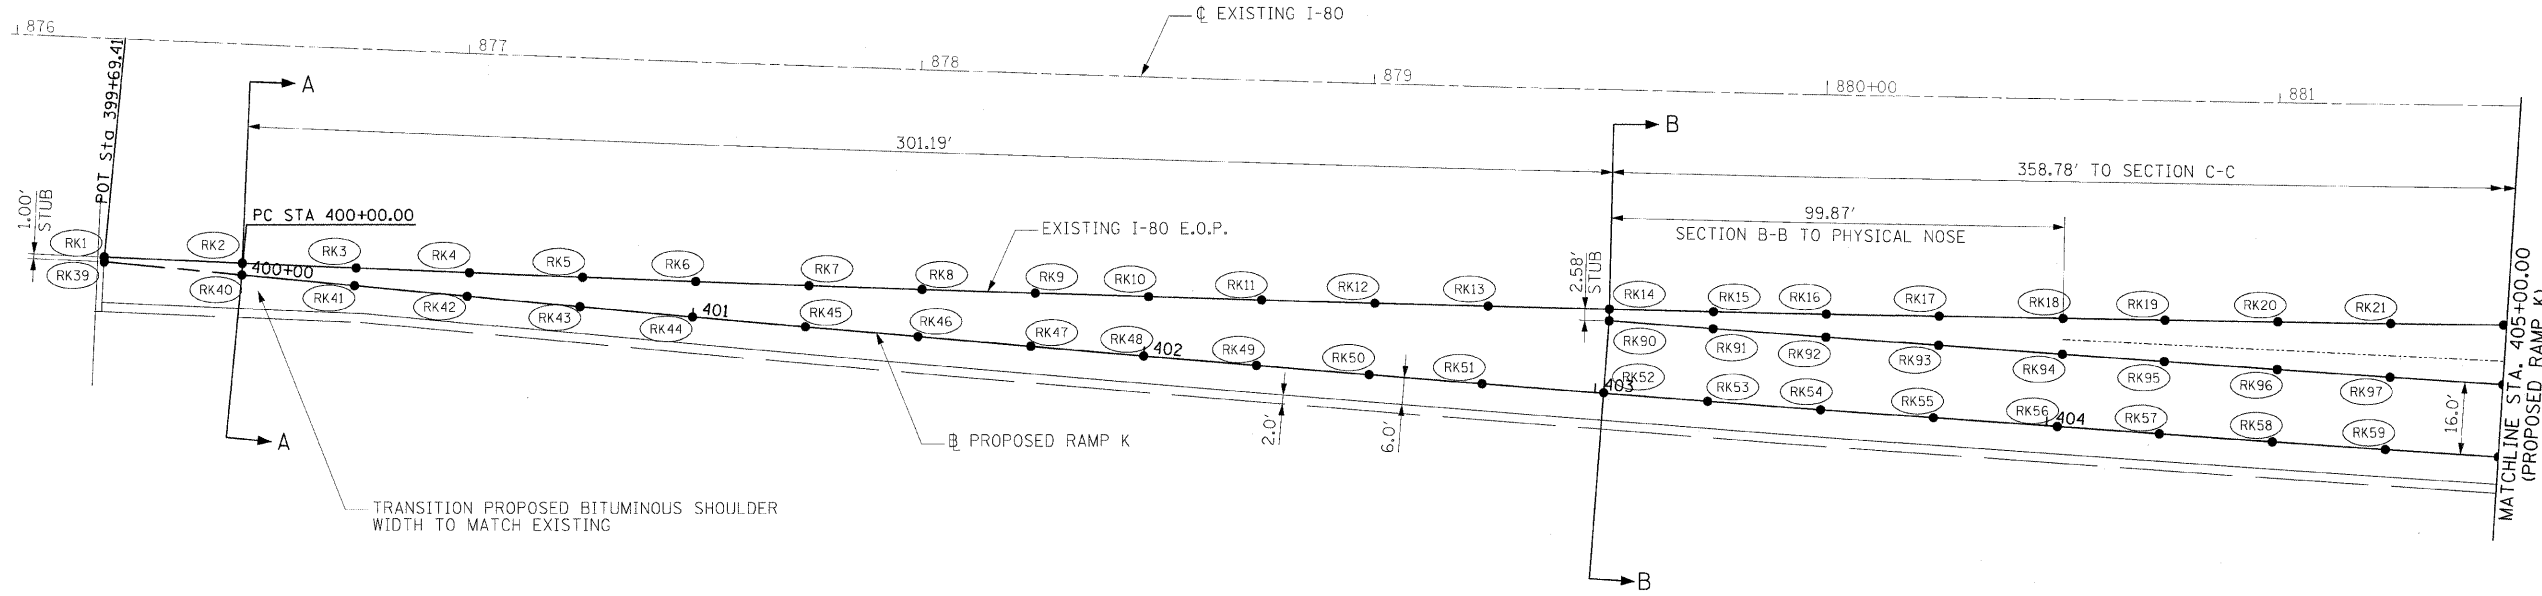 876
877
878
879
880+00
881
℄ EXISTING I-80
POT Sta 399+69.41
A
B
301.19'
358.78' TO SECTION C-C
99.87'
SECTION B-B TO PHYSICAL NOSE
1.00'
STUB
PC STA 400+00.00
EXISTING I-80 E.O.P.
2.58'
STUB
RK1
RK2
RK3
RK4
RK5
RK6
RK7
RK8
RK9
RK10
RK11
RK12
RK13
RK14
RK15
RK16
RK17
RK18
RK19
RK20
RK21
RK39
RK40
400+00
RK41
RK42
RK43
RK44
401
RK45
RK46
RK47
RK48
402
RK49
RK50
RK51
RK90
RK91
RK92
RK93
RK94
RK95
RK96
RK97
RK52
403
RK53
RK54
RK55
RK56
404
RK57
RK58
RK59
2.0'
6.0'
16.0'
MATCHLINE STA. 405+00.00
(PROPOSED RAMP K)
A
B
BL PROPOSED RAMP K
TRANSITION PROPOSED BITUMINOUS SHOULDER
WIDTH TO MATCH EXISTING